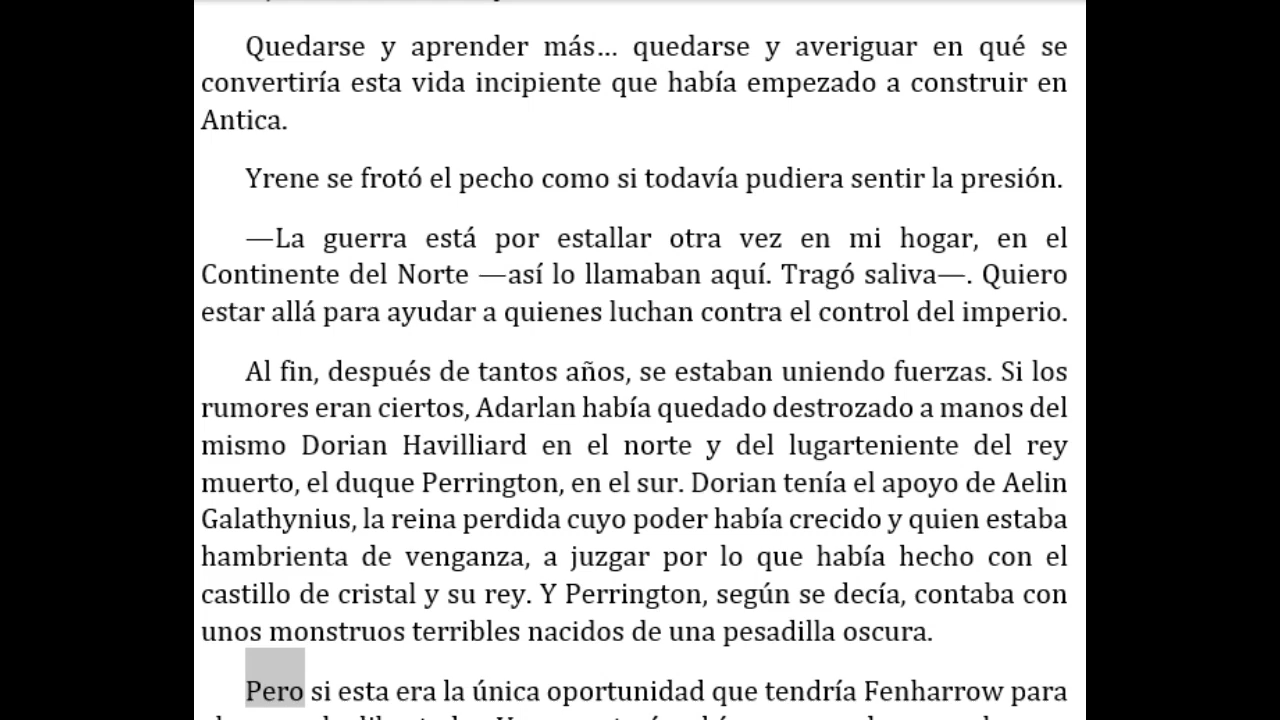 Quedarse y aprender más... quedarse y averiguar en qué se
convertiría esta vida incipiente que había empezado a construir en
Antica.
Yrene se frotó el pecho como si todavía pudiera sentir la presión.
—La guerra está por estallar otra vez en mi hogar, en el
Continente del Norte —así lo llamaban aquí. Tragó saliva—. Quiero
estar allá para ayudar a quienes luchan contra el control del imperio.
Al fin, después de tantos años, se estaban uniendo fuerzas. Si los
rumores eran ciertos, Adarlan había quedado destrozado a manos del
mismo Dorian Havilliard en el norte y del lugarteniente del rey
muerto, el duque Perrington, en el sur. Dorian tenía el apoyo de Aelin
Galathynius, la reina perdida cuyo poder había crecido y quien estaba
hambrienta de venganza, a juzgar por lo que había hecho con el
castillo de cristal y su rey. Y Perrington, según se decía, contaba con
unos monstruos terribles nacidos de una pesadilla oscura.
Pero si esta era la única oportunidad que tendría Fenharrow para